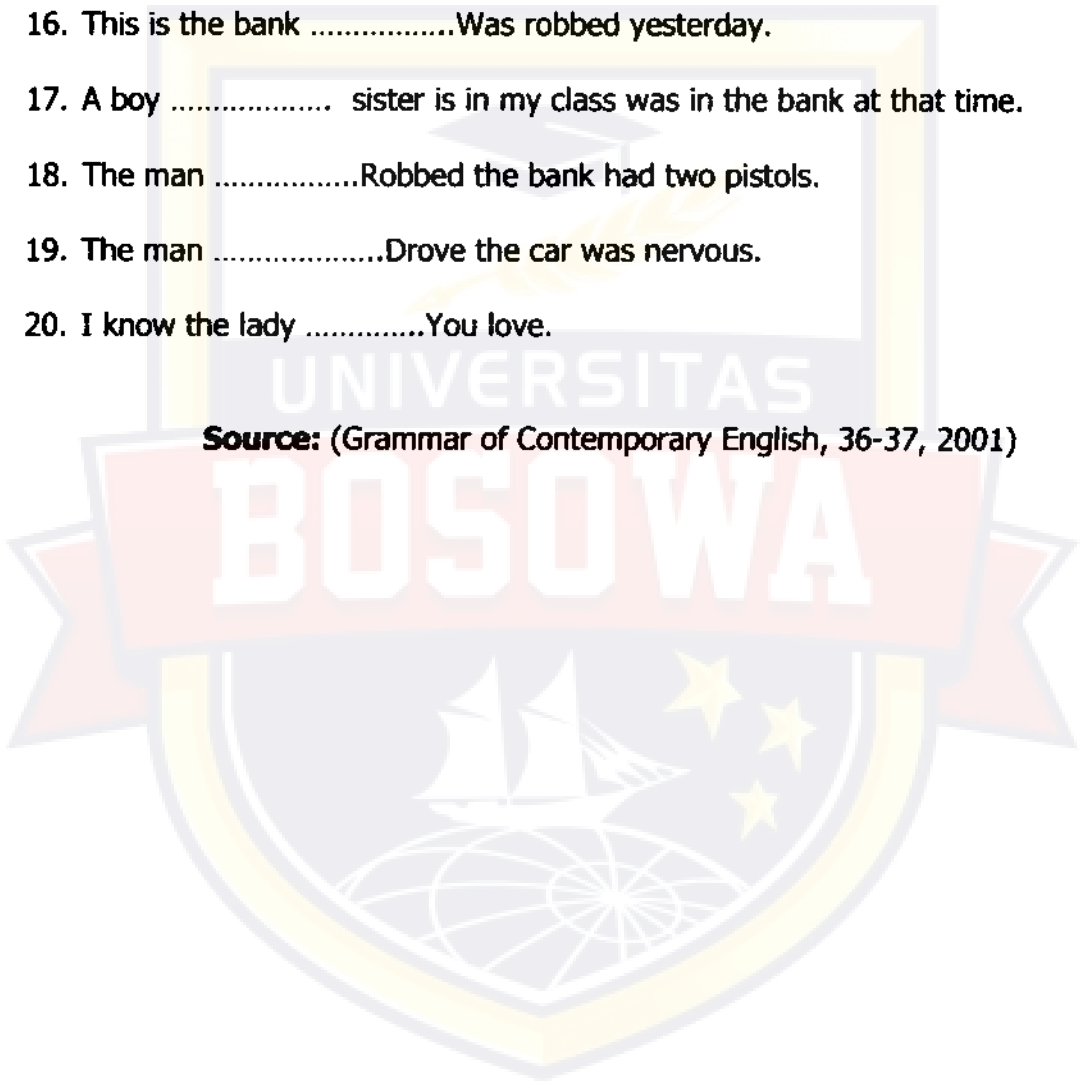 16. This is the bank .................Was robbed yesterday.
17. A boy ................... sister is in my class was in the bank at that time.
18. The man .................Robbed the bank had two pistols.
19. The man ....................Drove the car was nervous.
20. I know the lady ..............You love.
UNIVERSITAS
Source: (Grammar of Contemporary English, 36-37, 2001)
BOSOWA